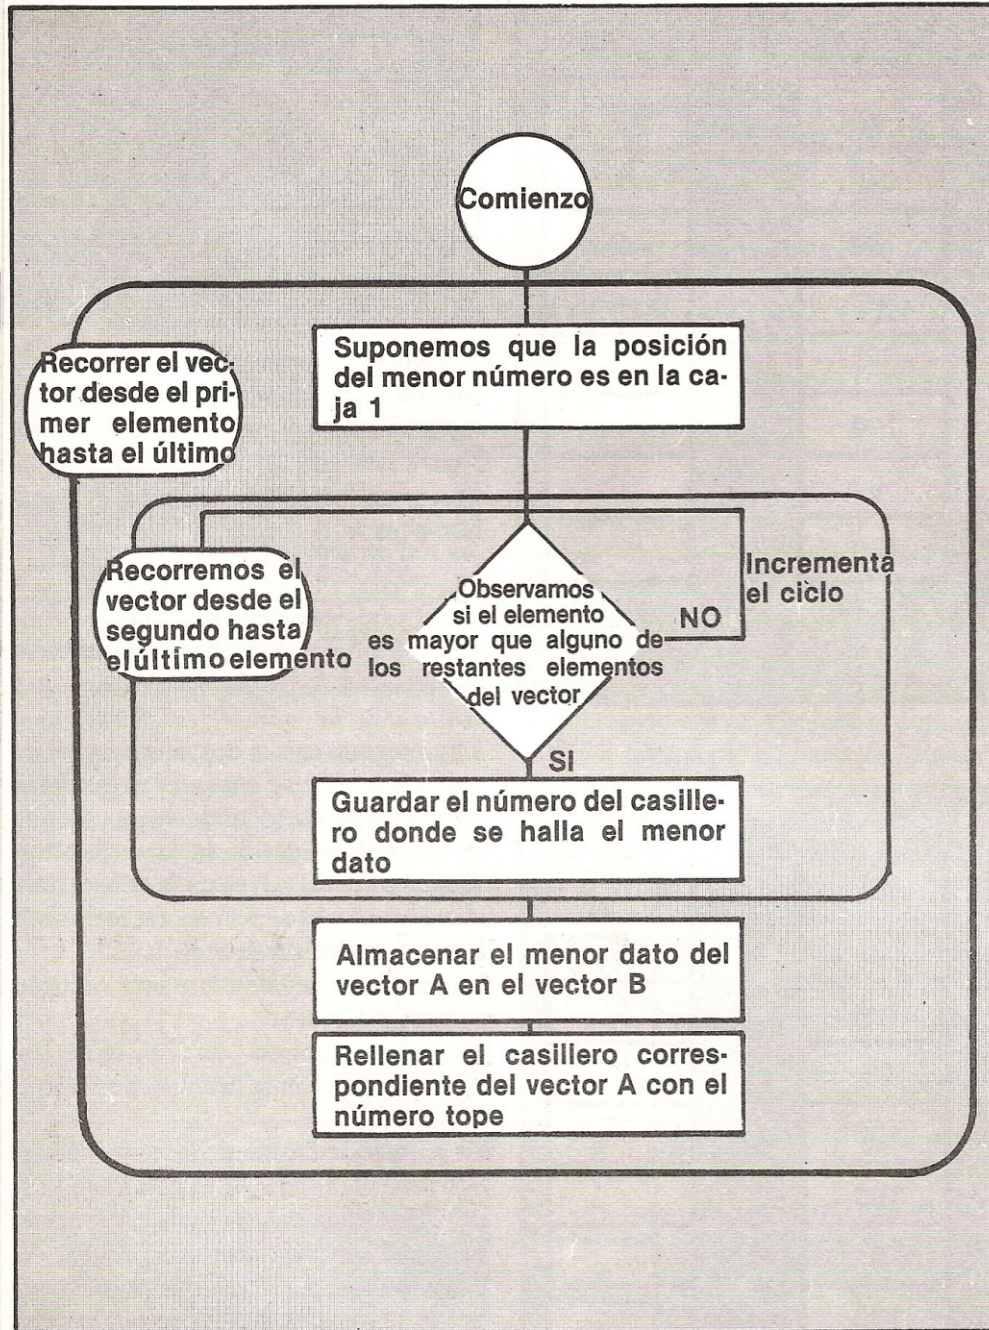 Comienzo
Suponemos que la posición
del menor número es en la ca-
ja 1
Recorrer el vec-
tor desde el pri-
mer elemento
hasta el último
Recorremos el
vector desde el
segundo hasta
el último elemento
Observamos
si el elemento
es mayor que alguno de
los restantes elementos
del vector
NO
Incrementa
el ciclo
SI
Guardar el número del casille-
ro donde se halla el menor
dato
Almacenar el menor dato del
vector A en el vector B
Rellenar el casillero corres-
pondiente del vector A con el
número tope